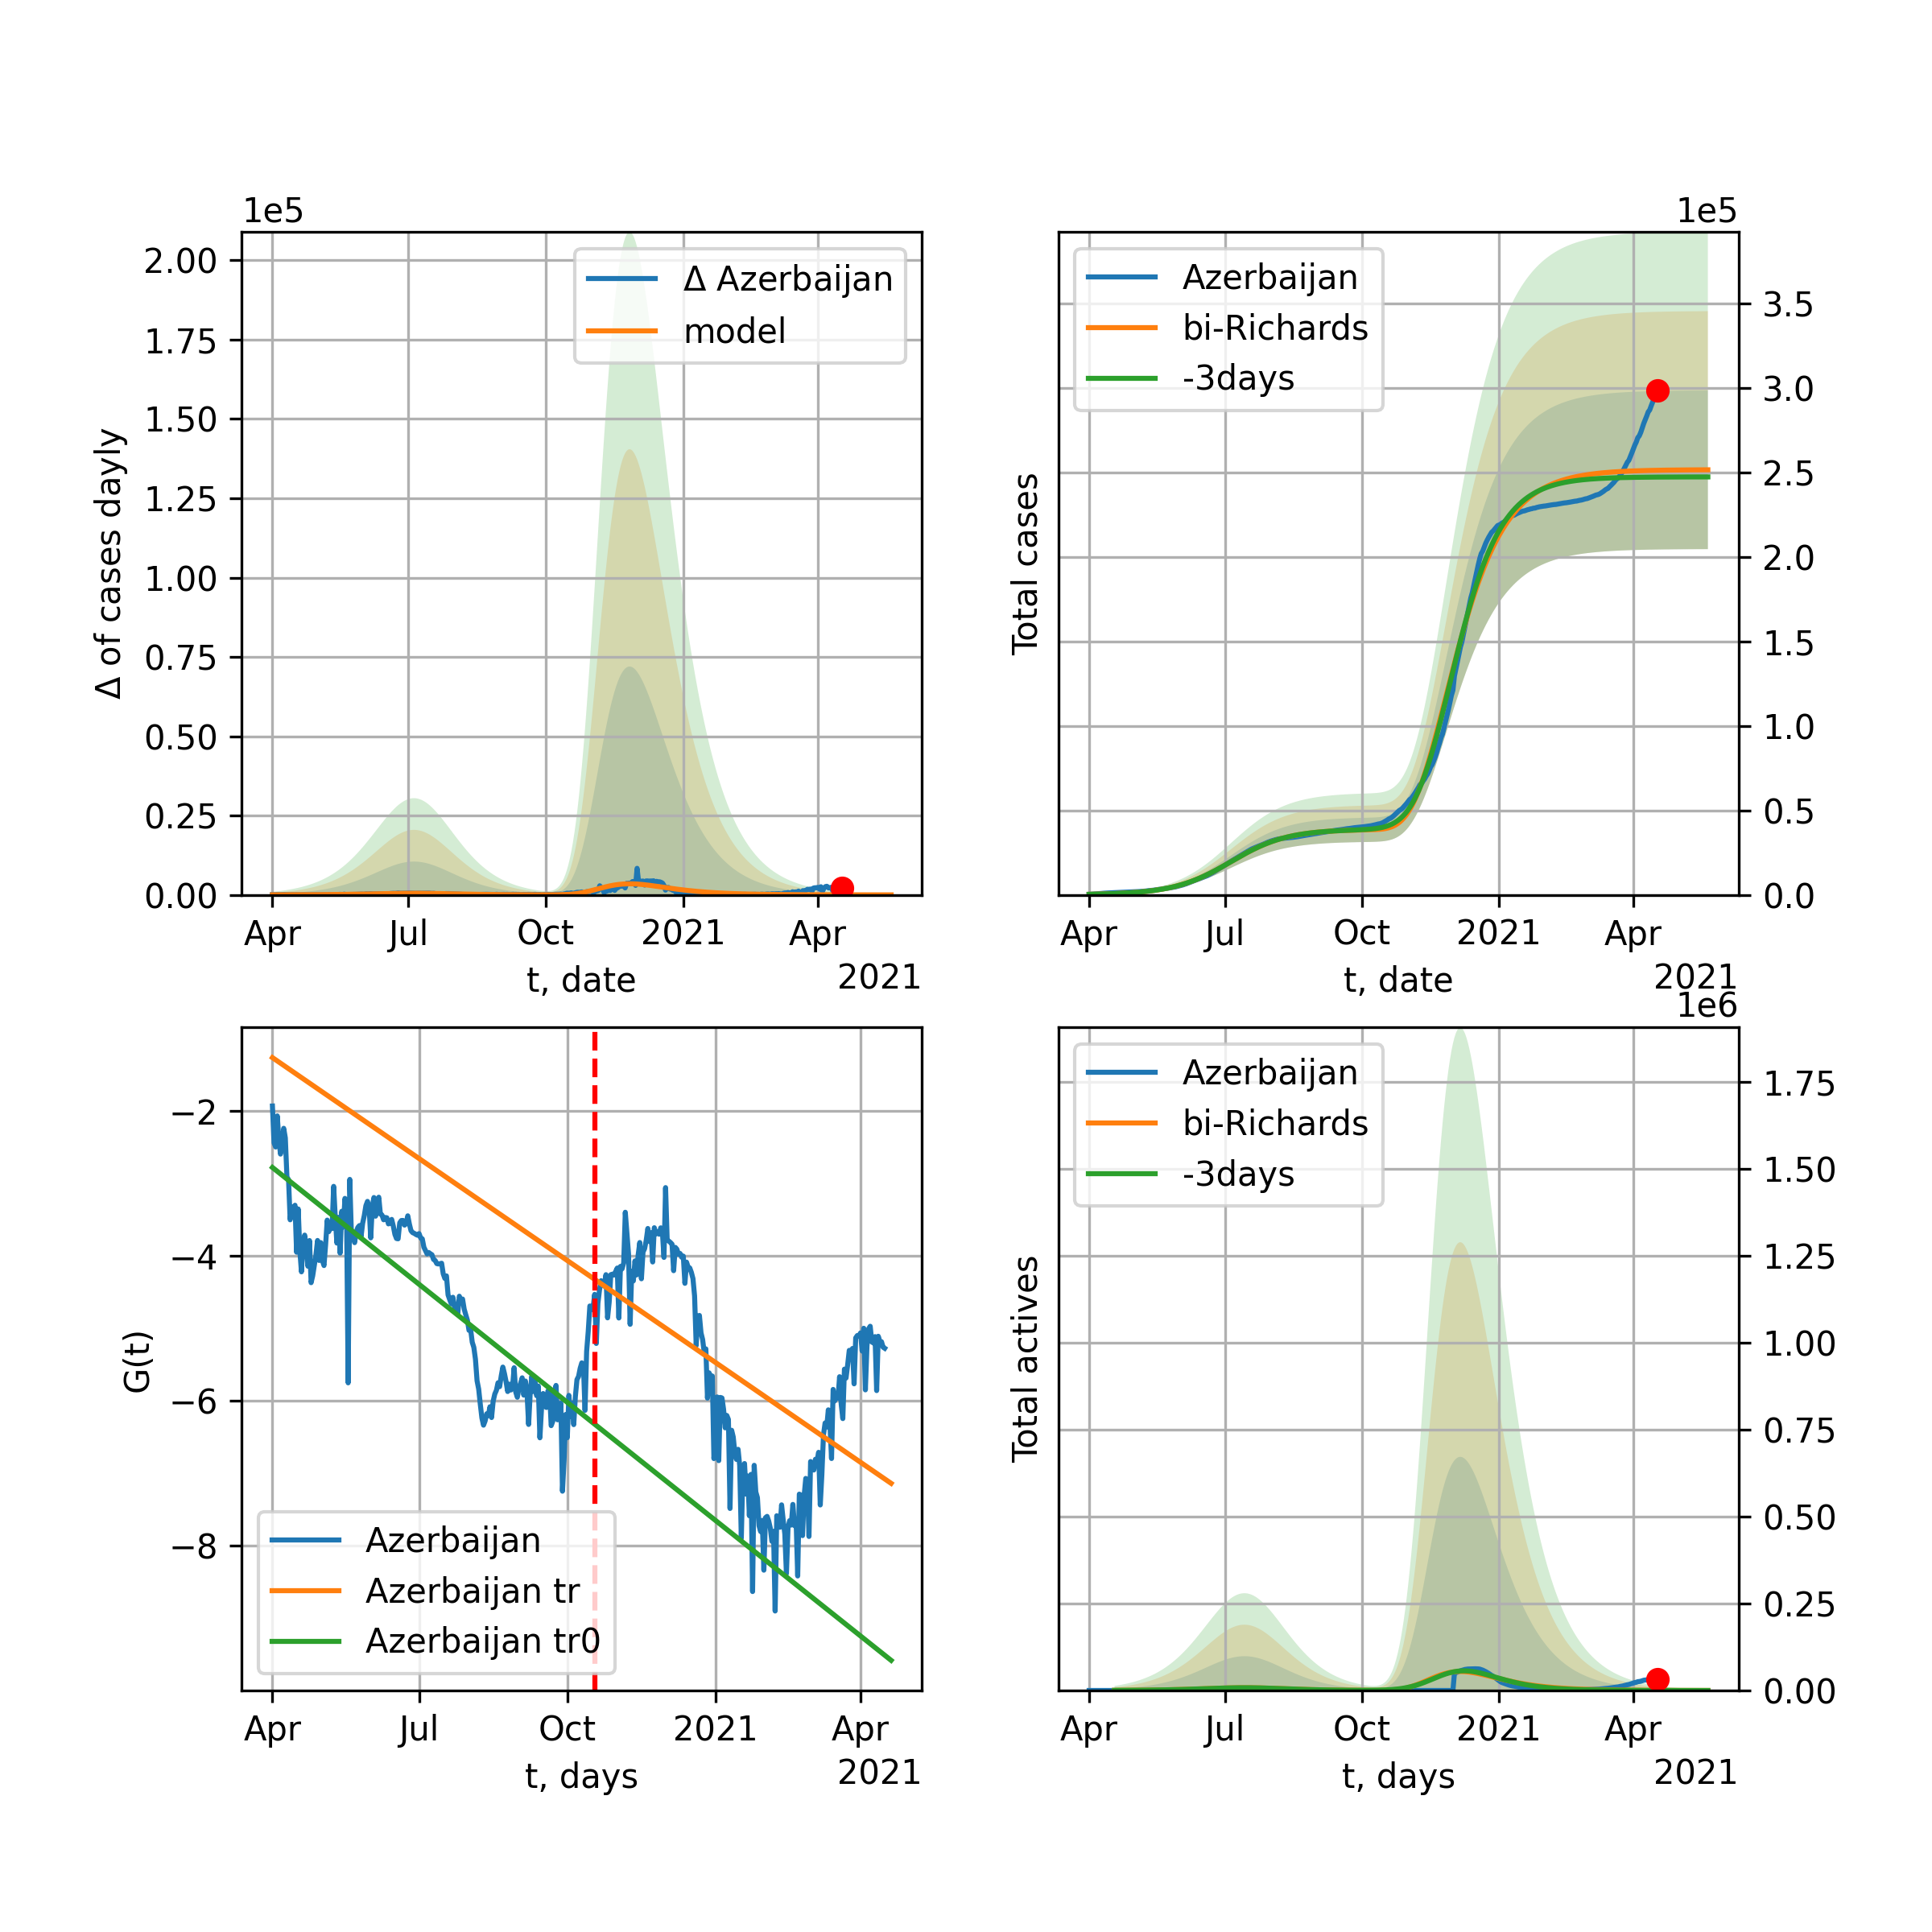 1e5
2.00
1.75
1.50
1.25
1.00
0.75
0.50
0.25
0.00
Δ of cases dayly
Δ Azerbaijan
model
Apr Jul Oct 2021 Apr
t, date
2021
1e5
Azerbaijan
bi-Richards
-3days
Total cases
3.5
3.0
2.5
2.0
1.5
1.0
0.5
0.0
Apr Jul Oct 2021 Apr
t, date
2021
−2
−4
−6
−8
G(t)
Azerbaijan
Azerbaijan tr
Azerbaijan tr0
Apr Jul Oct 2021 Apr
t, days
2021
1e6
Azerbaijan
bi-Richards
-3days
Total actives
1.75
1.50
1.25
1.00
0.75
0.50
0.25
0.00
Apr Jul Oct 2021 Apr
t, days
2021